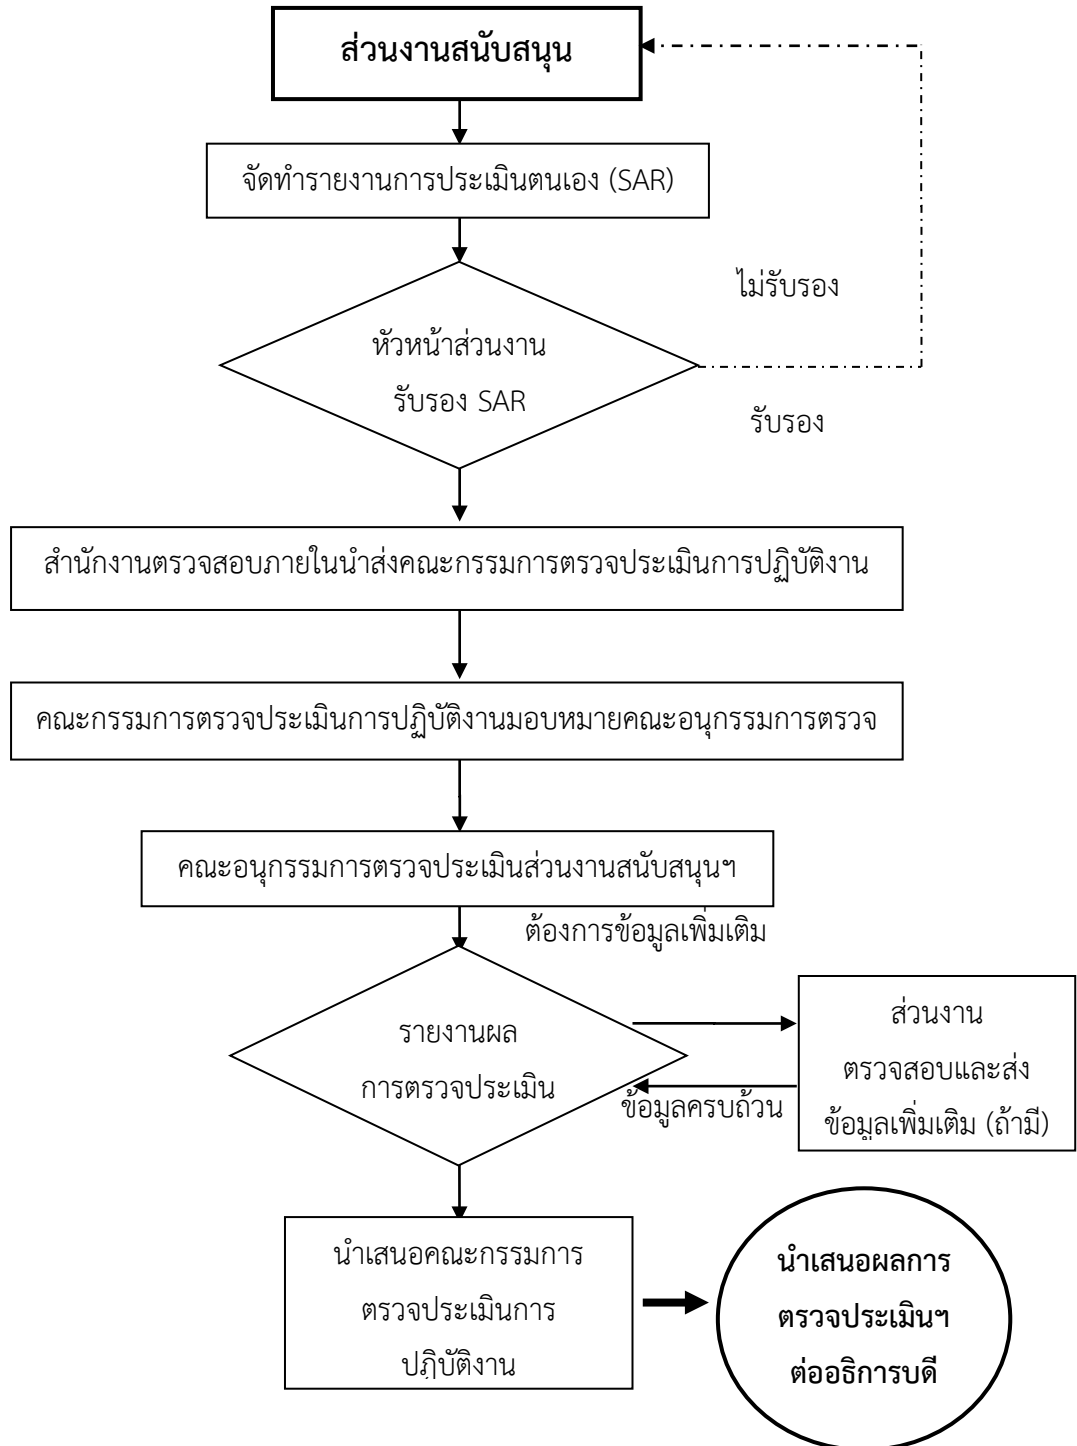 ส่วนงานสนับสนุน
จัดทำรายงานการประเมินตนเอง (SAR)
ไม่รับรอง
หัวหน้าส่วนงาน
รับรอง SAR
รับรอง
สำนักงานตรวจสอบภายในนำส่งคณะกรรมการตรวจประเมินการปฏิบัติงาน
คณะกรรมการตรวจประเมินการปฏิบัติงานมอบหมายคณะอนุกรรมการตรวจ
คณะอนุกรรมการตรวจประเมินส่วนงานสนับสนุนฯ
ต้องการข้อมูลเพิ่มเติม
รายงานผล
การตรวจประเมิน
ส่วนงาน
ตรวจสอบและส่ง
ข้อมูลเพิ่มเติม (ถ้ามี)
ข้อมูลครบถ้วน
นำเสนอคณะกรรมการ
ตรวจประเมินการ
ปฏิบัติงาน
นำเสนอผลการ
ตรวจประเมินฯ
ต่ออธิการบดี